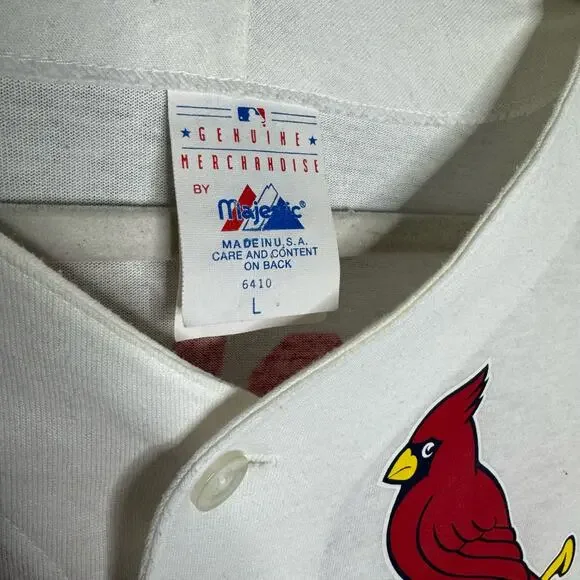 GENUINE
MERCHANDISE
BY
Majestic®
MADE IN U.S.A.
CARE AND CONTENT
ON BACK
6410
L